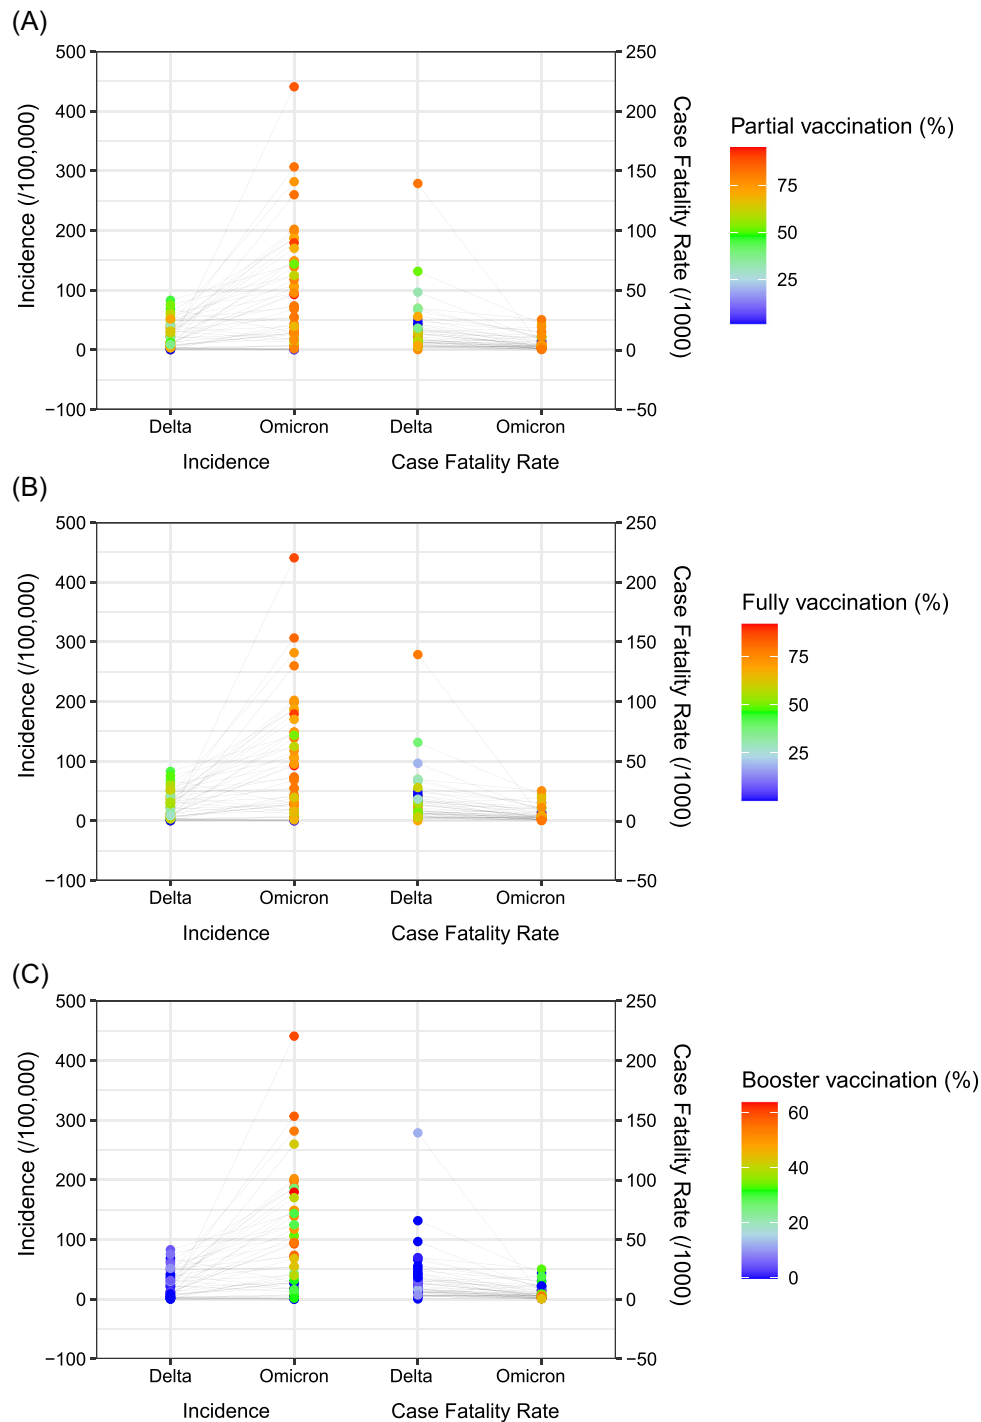 (A)
500
400
300
200
100
0
−100
Incidence (/100,000)
250
200
150
100
50
0
−50
Case Fatality Rate (/1000)
Delta
Omicron
Delta
Omicron
Incidence
Case Fatality Rate
Partial vaccination (%)
75
50
25
(B)
500
400
300
200
100
0
−100
Incidence (/100,000)
250
200
150
100
50
0
−50
Case Fatality Rate (/1000)
Delta
Omicron
Delta
Omicron
Incidence
Case Fatality Rate
Fully vaccination (%)
75
50
25
(C)
500
400
300
200
100
0
−100
Incidence (/100,000)
250
200
150
100
50
0
−50
Case Fatality Rate (/1000)
Delta
Omicron
Delta
Omicron
Incidence
Case Fatality Rate
Booster vaccination (%)
60
40
20
0